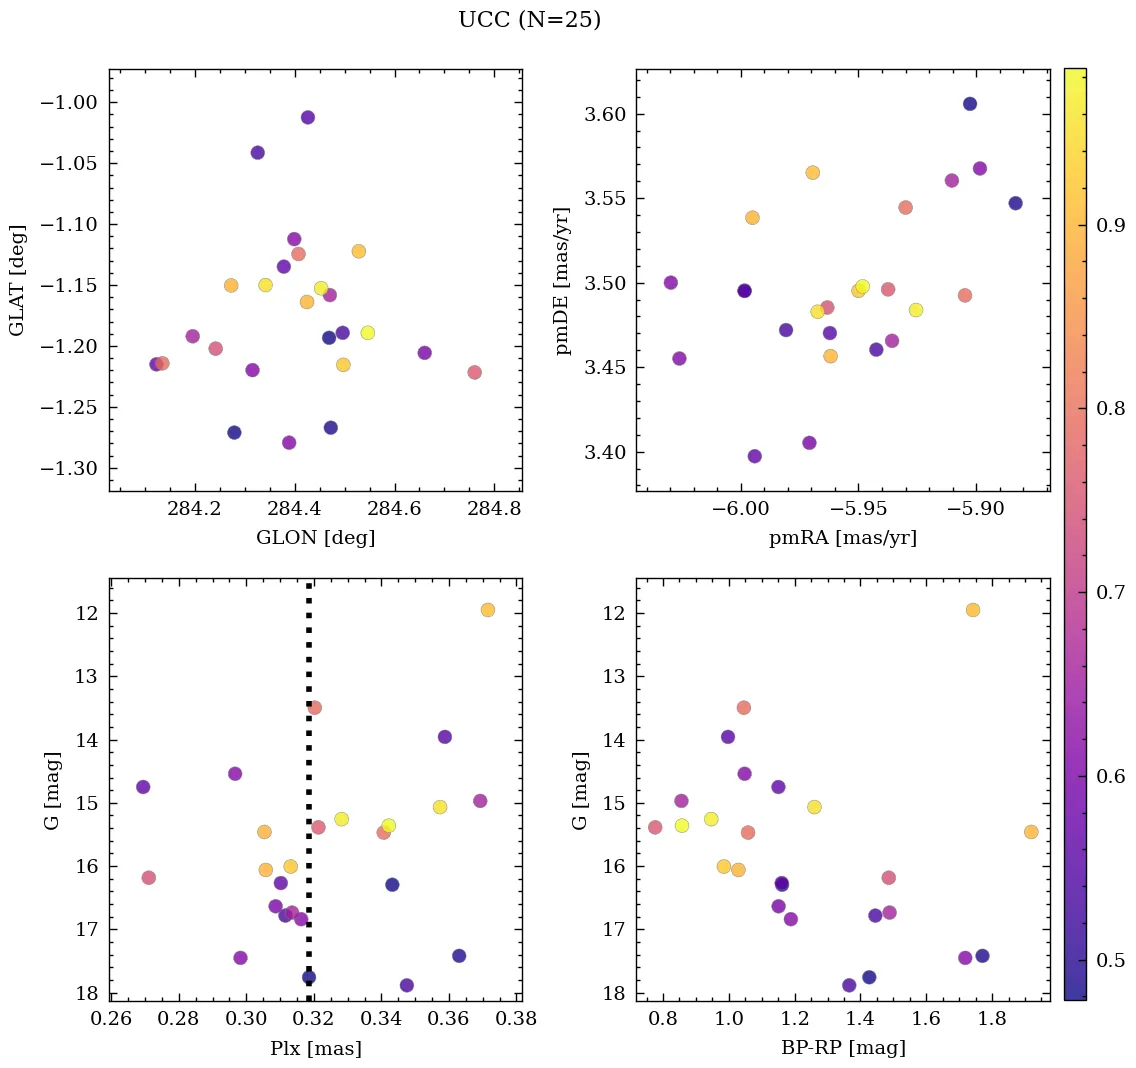 UCC (N=25)
−1.00
−1.05
−1.10
−1.15
−1.20
−1.25
−1.30
GLAT [deg]
284.2 284.4 284.6 284.8
GLON [deg]
3.60
3.55
3.50
3.45
3.40
pmDE [mas/yr]
−6.00 −5.95 −5.90
pmRA [mas/yr]
12
13
14
15
16
17
18
G [mag]
0.26 0.28 0.30 0.32 0.34 0.36 0.38
Plx [mas]
12
13
14
15
16
17
18
G [mag]
0.8 1.0 1.2 1.4 1.6 1.8
BP-RP [mag]
0.9
0.8
0.7
0.6
0.5